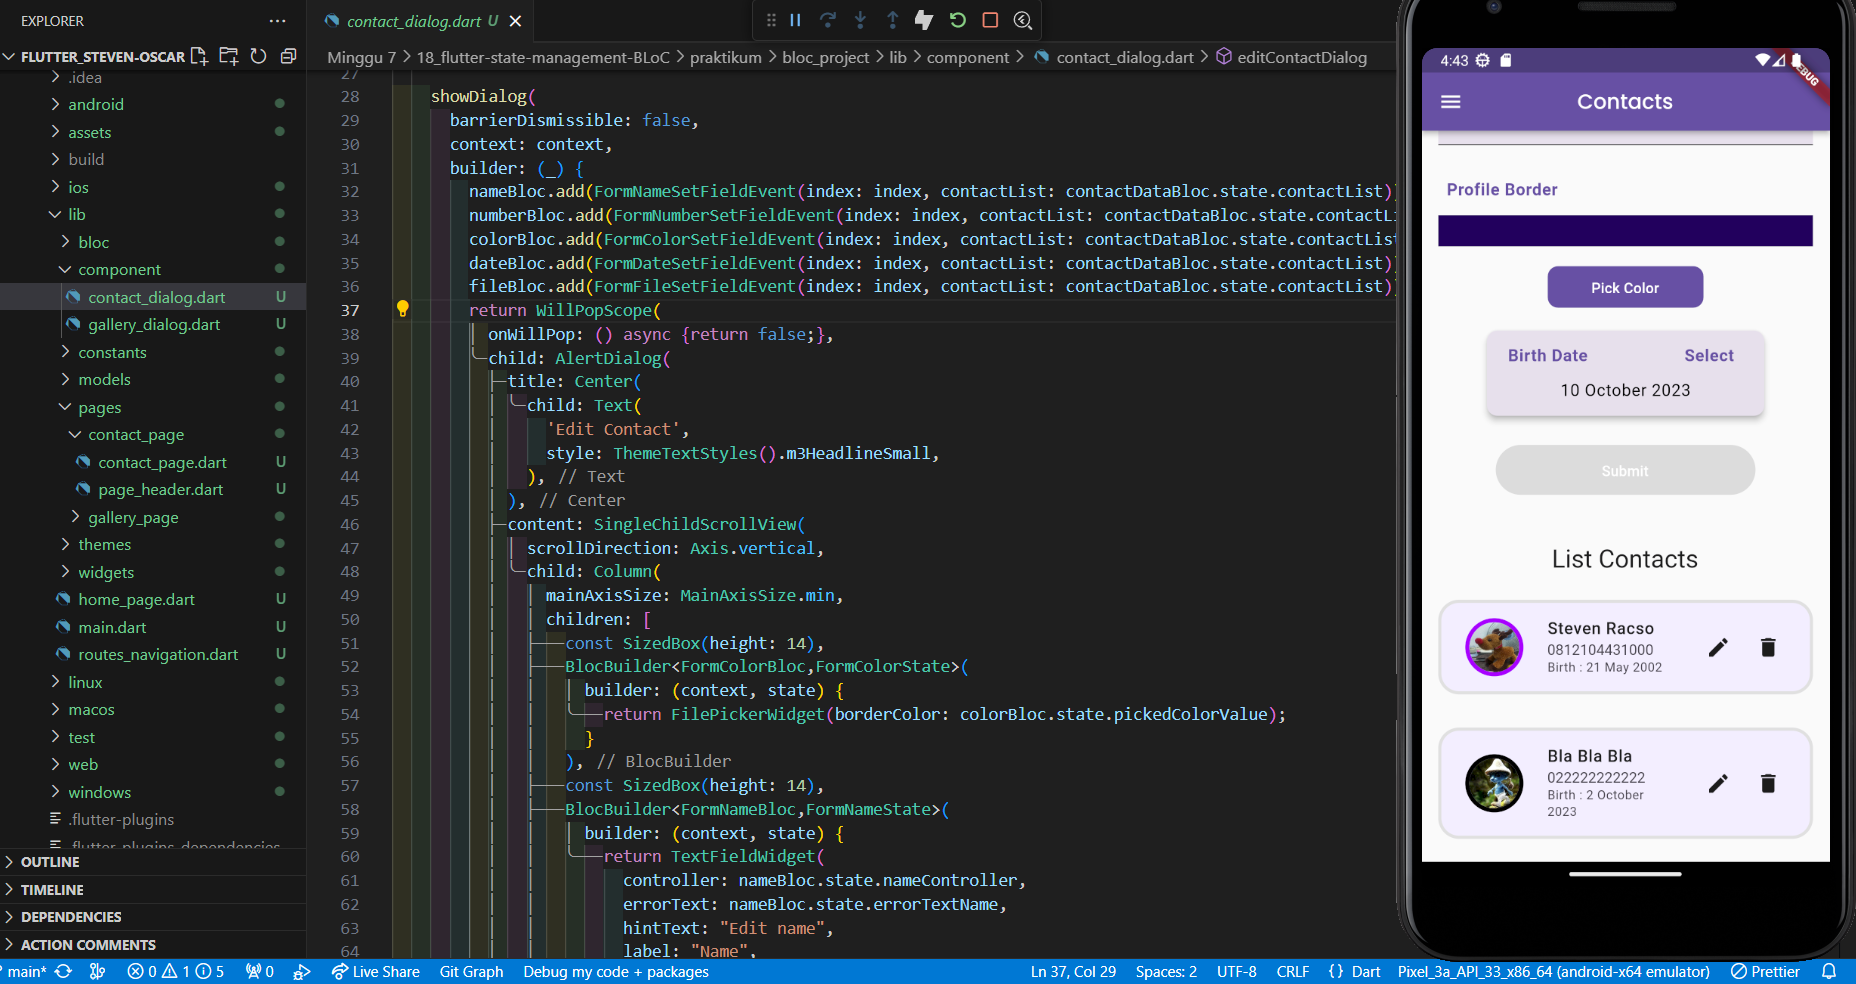 EXPLORER
FLUTTER_STEVEN-OSCAR
.idea
android
assets
build
ios
lib
bloc
component
contact_dialog.dart U
gallery_dialog.dart U
constants
models
pages
contact_page
contact_page.dart U
page_header.dart U
gallery_page
themes
widgets
home_page.dart U
main.dart U
routes_navigation.dart U
linux
macos
test
web
windows
.flutter-plugins
.flutter-plugins-dependencies
OUTLINE
TIMELINE
DEPENDENCIES
ACTION COMMENTS
contact_dialog.dart U
Minggu 7 > 18_flutter-state-management-BLoC > praktikum > bloc_project > lib > component > contact_dialog.dart > editContactDialog
27
28 showDialog(
29 barrierDismissible: false,
30 context: context,
31 builder: (_) {
32 nameBloc.add(FormNameSetFieldEvent(index: index, contactList: contactDataBloc.state.contactList)
33 numberBloc.add(FormNumberSetFieldEvent(index: index, contactList: contactDataBloc.state.contactLi
34 colorBloc.add(FormColorSetFieldEvent(index: index, contactList: contactDataBloc.state.contactList
35 dateBloc.add(FormDateSetFieldEvent(index: index, contactList: contactDataBloc.state.contactList)
36 fileBloc.add(FormFileSetFieldEvent(index: index, contactList: contactDataBloc.state.contactList)
37 return WillPopScope(
38 onWillPop: () async {return false;},
39 child: AlertDialog(
40 title: Center(
41 child: Text(
42 'Edit Contact',
43 style: ThemeTextStyles().m3HeadlineSmall,
44 ), // Text
45 ), // Center
46 content: SingleChildScrollView(
47 scrollDirection: Axis.vertical,
48 child: Column(
49 mainAxisSize: MainAxisSize.min,
50 children: [
51 const SizedBox(height: 14),
52 BlocBuilder<FormColorBloc,FormColorState>(
53 builder: (context, state) {
54 return FilePickerWidget(borderColor: colorBloc.state.pickedColorValue);
55 }
56 ), // BlocBuilder
57 const SizedBox(height: 14),
58 BlocBuilder<FormNameBloc,FormNameState>(
59 builder: (context, state) {
60 return TextFieldWidget(
61 controller: nameBloc.state.nameController,
62 errorText: nameBloc.state.errorTextName,
63 hintText: "Edit name",
64 label: "Name",
4:43
Contacts
Profile Border
Pick Color
Birth Date Select
10 October 2023
Submit
List Contacts
Steven Racso
0812104431000
Birth : 21 May 2002
Bla Bla Bla
022222222222
Birth : 2 October
2023
main* 0 1 5 0 Live Share Git Graph Debug my code + packages Ln 37, Col 29 Spaces: 2 UTF-8 CRLF {} Dart Pixel_3a_API_33_x86_64 (android-x64 emulator) Prettier